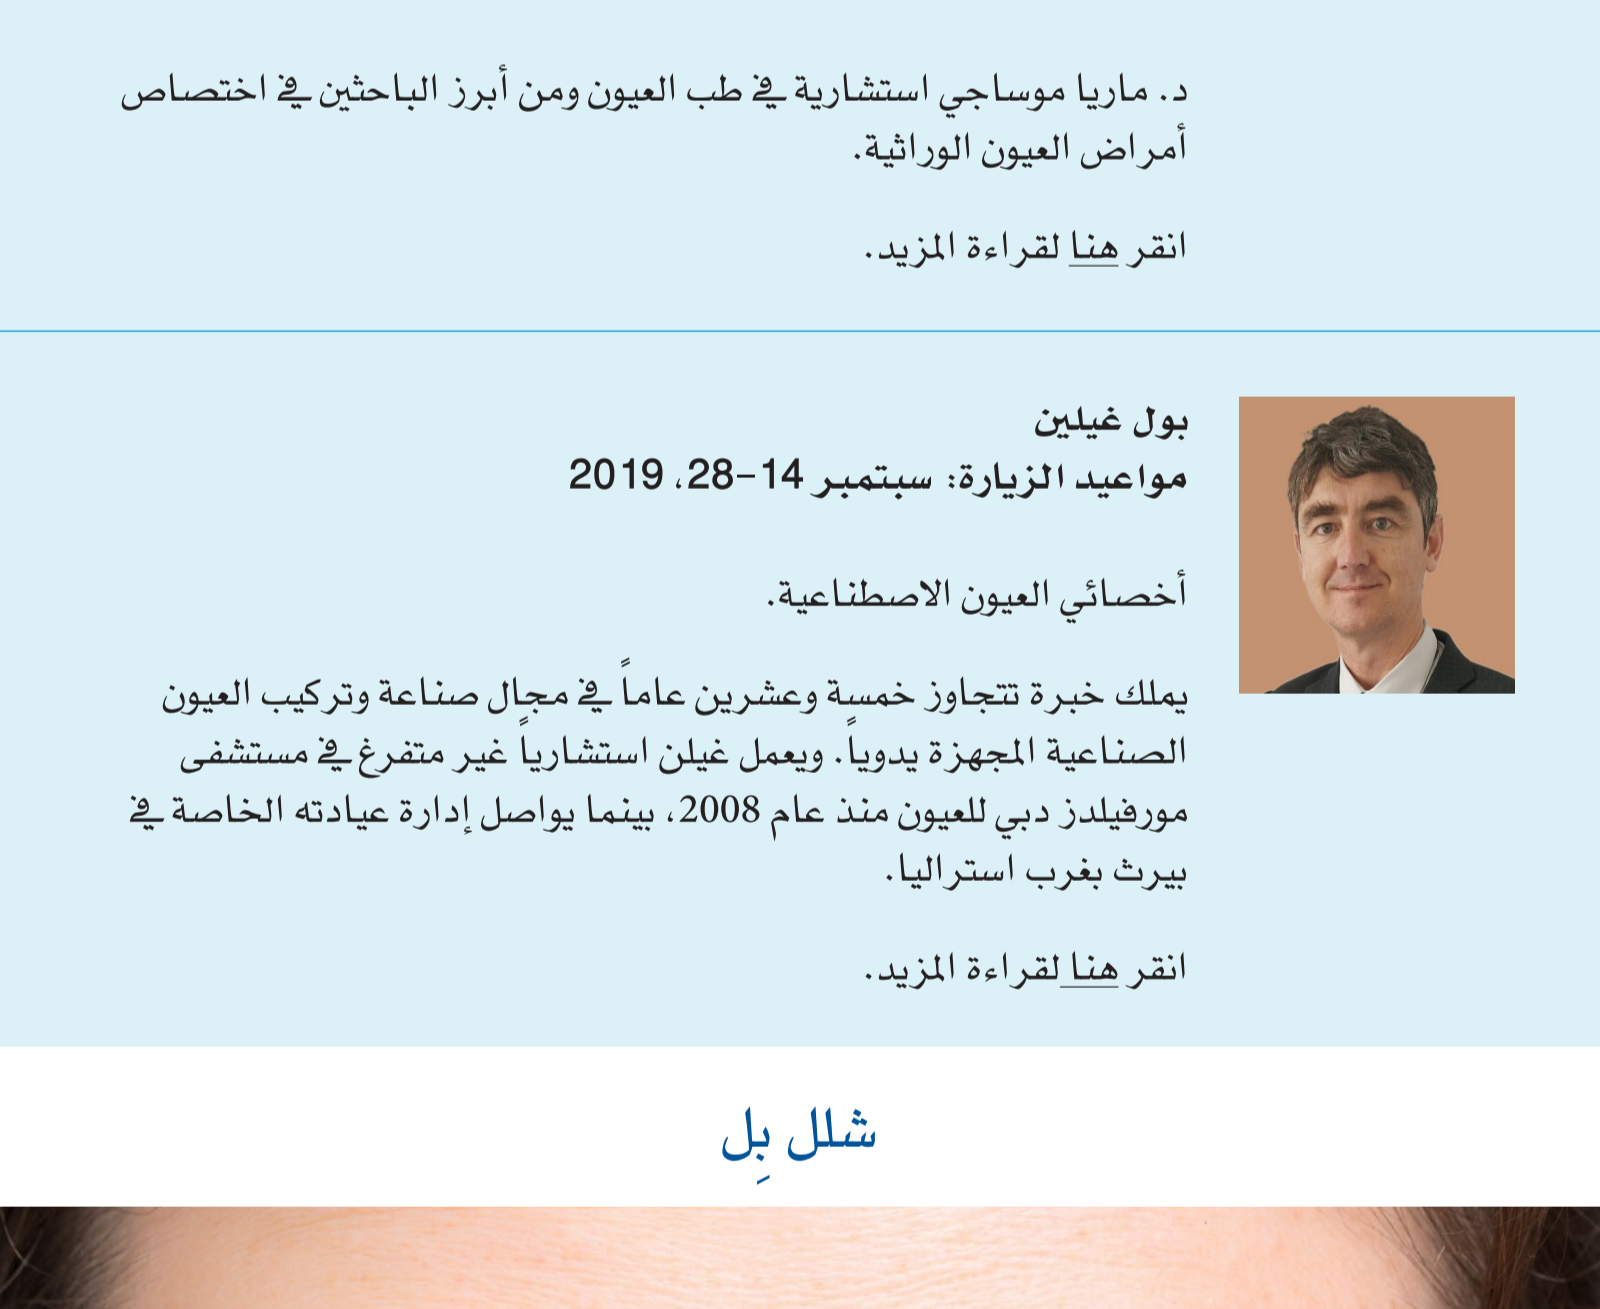 د. ماريا موساجي استشارية في طب العيون ومن أبرز الباحثين في اختصاص
أمراض العيون الوراثية.
انقر هنا لقراءة المزيد.
بول غيلين
مواعيد الزيارة: سبتمبر 14-28، 2019
أخصائي العيون الاصطناعية.
يملك خبرة تتجاوز خمسة وعشرين عاماً في مجال صناعة وتركيب العيون
الصناعية المجهزة يدوياً. ويعمل غيلن استشارياً غير متفرغ في مستشفى
مورفيلدز دبي للعيون منذ عام 2008، بينما يواصل إدارة عيادته الخاصة في
بيرث بغرب استراليا.
انقر هنا لقراءة المزيد.
شلل بِل